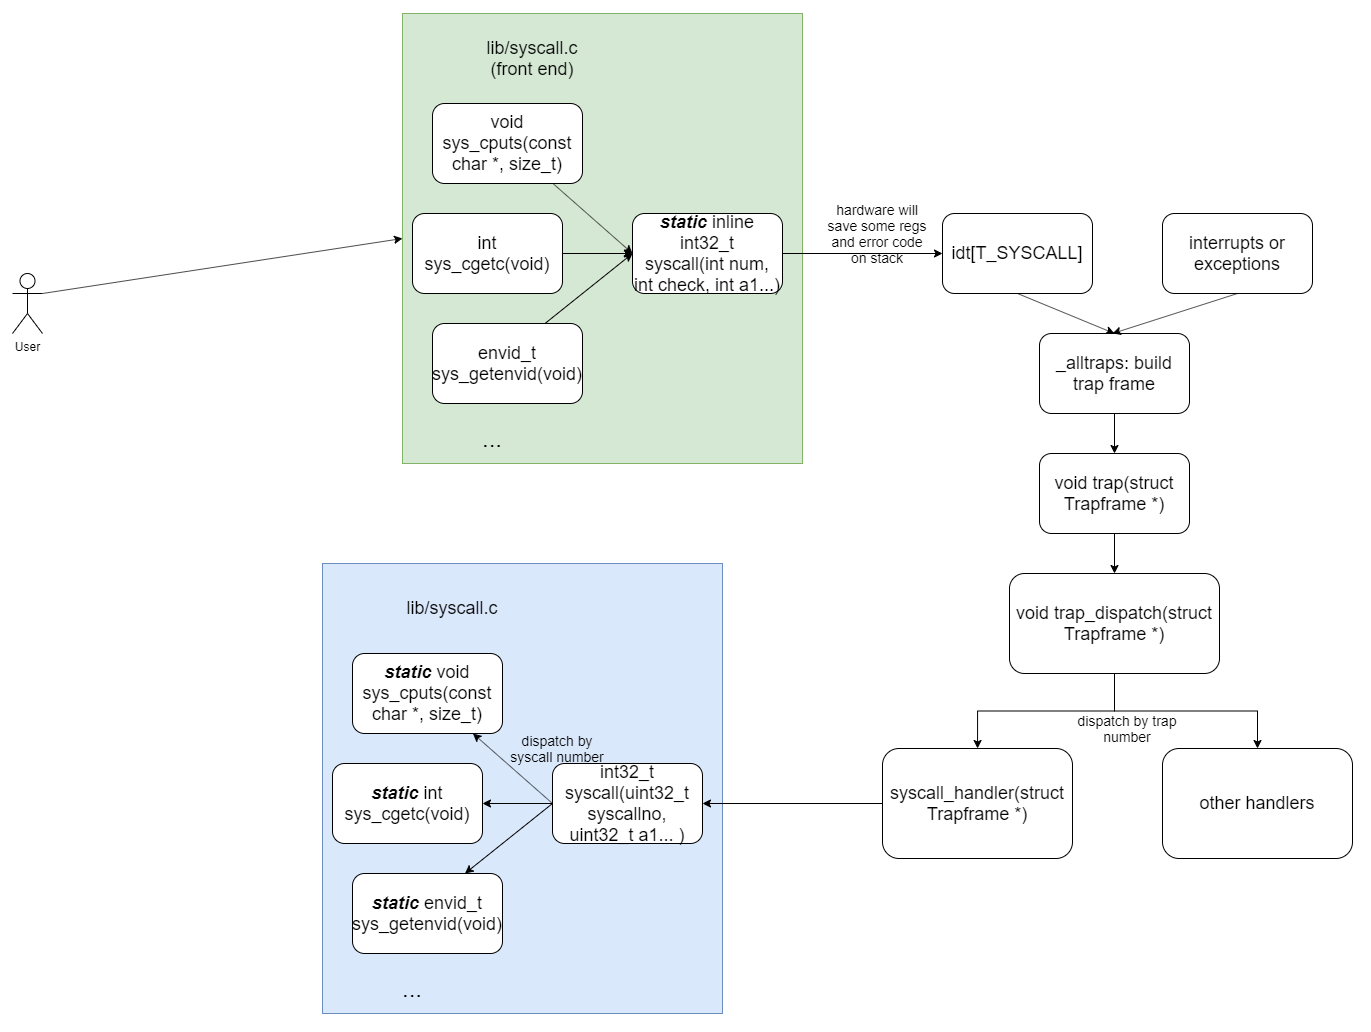 lib/syscall.c
(front end)
void
sys_cputs(const
char *, size_t)
int
sys_cgetc(void)
envid_t
sys_getenvid(void)
...
static inline
int32_t
syscall(int num,
int check, int a1...)
hardware will
save some regs
and error code
on stack
idt[T_SYSCALL]
interrupts or
exceptions
User
_alltraps: build
trap frame
void trap(struct
Trapframe *)
void trap_dispatch(struct
Trapframe *)
dispatch by trap
number
syscall_handler(struct
Trapframe *)
other handlers
lib/syscall.c
static void
sys_cputs(const
char *, size_t)
dispatch by
syscall number
int32_t
syscall(uint32_t
syscallno,
uint32_t a1... )
static int
sys_cgetc(void)
static envid_t
sys_getenvid(void)
...